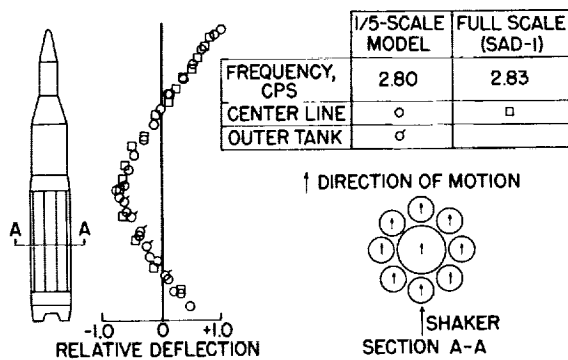 1/5-SCALE MODEL
FULL SCALE (SAD-1)
FREQUENCY, CPS
2.80
2.83
CENTER LINE
OUTER TANK
DIRECTION OF MOTION
A
A
SHAKER
SECTION A-A
-1.0
0
+1.0
RELATIVE DEFLECTION